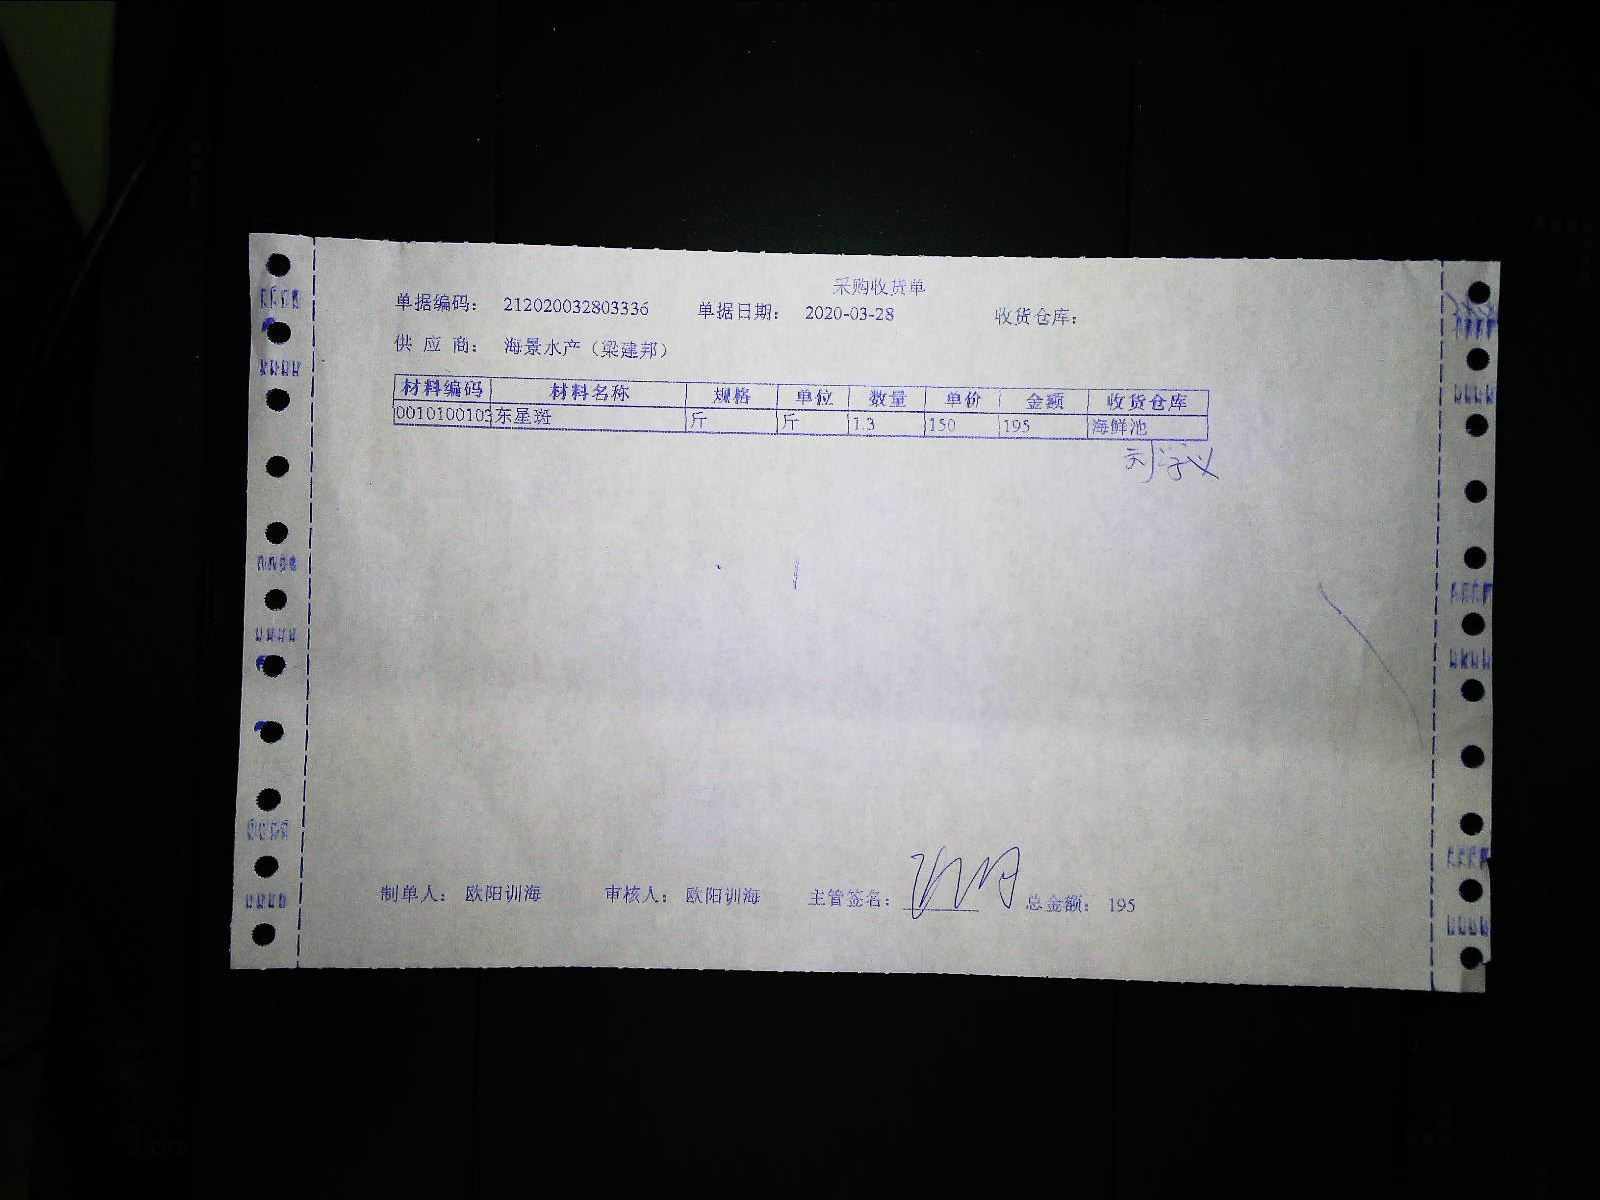 采购收货单
单据编码: 212020032803336 单据日期: 2020-03-28 收货仓库:
供 应 商: 海景水产（梁建邦）
材料编码 材料名称 规格 单位 数量 单价 金额 收货仓库
0010100103 东星斑 斤 斤 1.3 150 195 海鲜池
制单人: 欧阳训海 审核人: 欧阳训海 主管签名: 总金额: 195